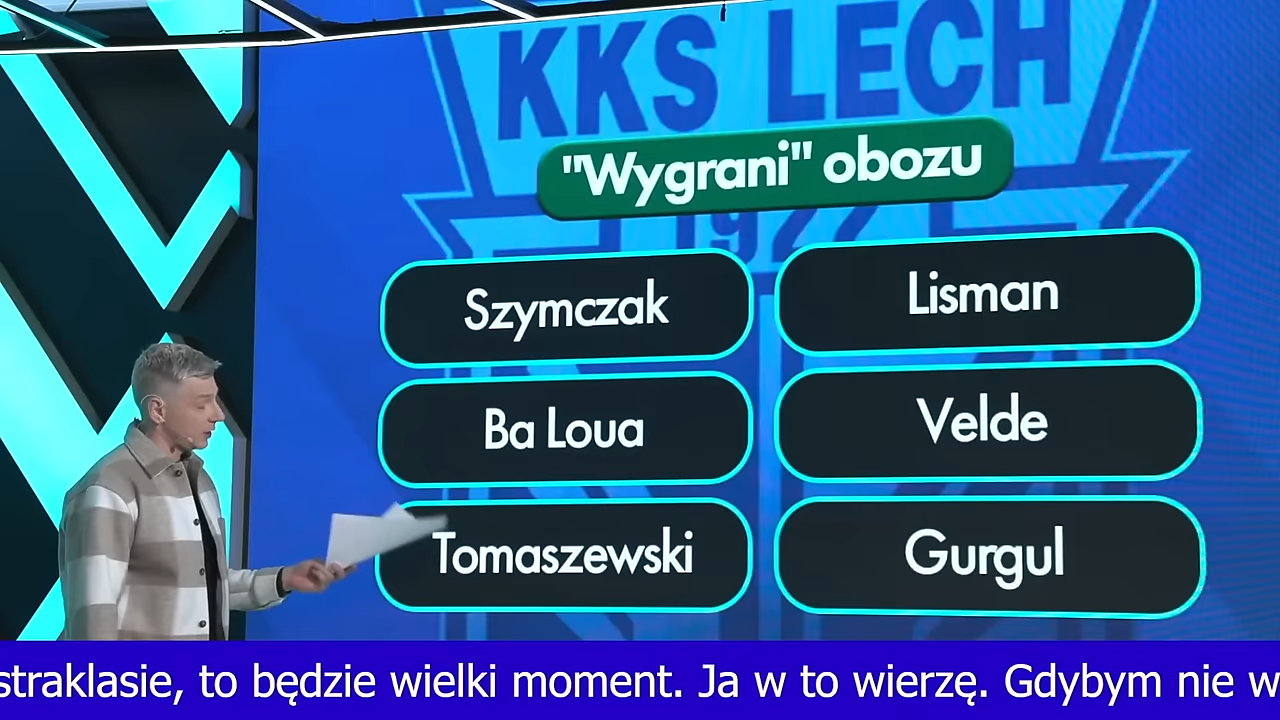 KKS LECH
"Wygrani" obozu
1922
Szymczak
Lisman
Ba Loua
Velde
Tomaszewski
Gurgul
straklasie, to będzie wielki moment. Ja w to wierzę. Gdybym nie w